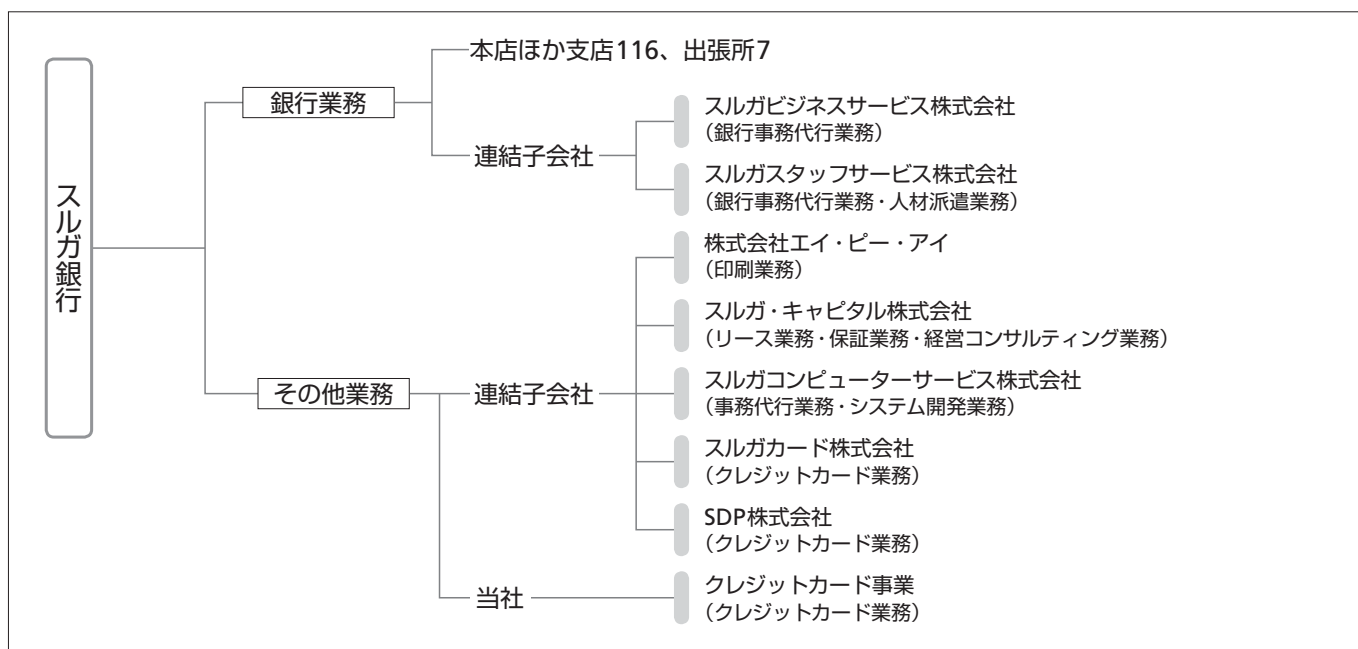 スルガ銀行
銀行業務
本店ほか支店116、出張所7
連結子会社
スルガビジネスサービス株式会社
（銀行事務代行業務）
スルガスタッフサービス株式会社
（銀行事務代行業務・人材派遣業務）
その他業務
連結子会社
株式会社エイ・ピー・アイ
（印刷業務）
スルガ・キャピタル株式会社
（リース業務・保証業務・経営コンサルティング業務）
スルガコンピューターサービス株式会社
（事務代行業務・システム開発業務）
スルガカード株式会社
（クレジットカード業務）
SDP株式会社
（クレジットカード業務）
当社
クレジットカード事業
（クレジットカード業務）